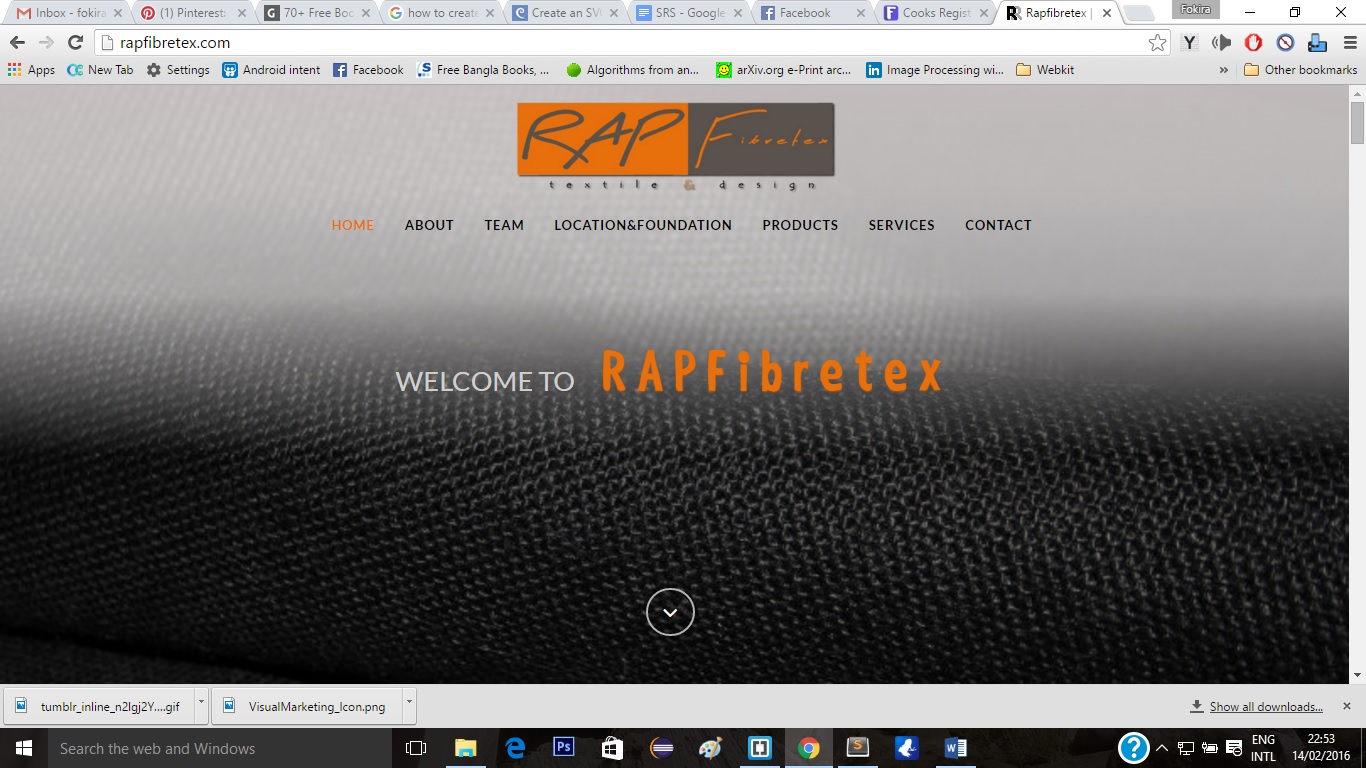 Inbox - fokira
(1) Pinterest:
70+ Free Boo
how to create
Create an SV
SRS - Google
Facebook
Cooks Regist
Rapfibretex |
Fokira
rapfibretex.com
Apps
New Tab
Settings
Android intent
Facebook
Free Bangla Books, ...
Algorithms from an...
arXiv.org e-Print arc...
Image Processing wi...
Webkit
»
Other bookmarks
RAP Fibretex
textile & design
HOME ABOUT TEAM LOCATION&FOUNDATION PRODUCTS SERVICES CONTACT
WELCOME TO RAPFibretex
tumblr_inline_n2lgj2Y....gif
VisualMarketing_Icon.png
Show all downloads...
Search the web and Windows
Ps
ENG
INTL
22:53
14/02/2016